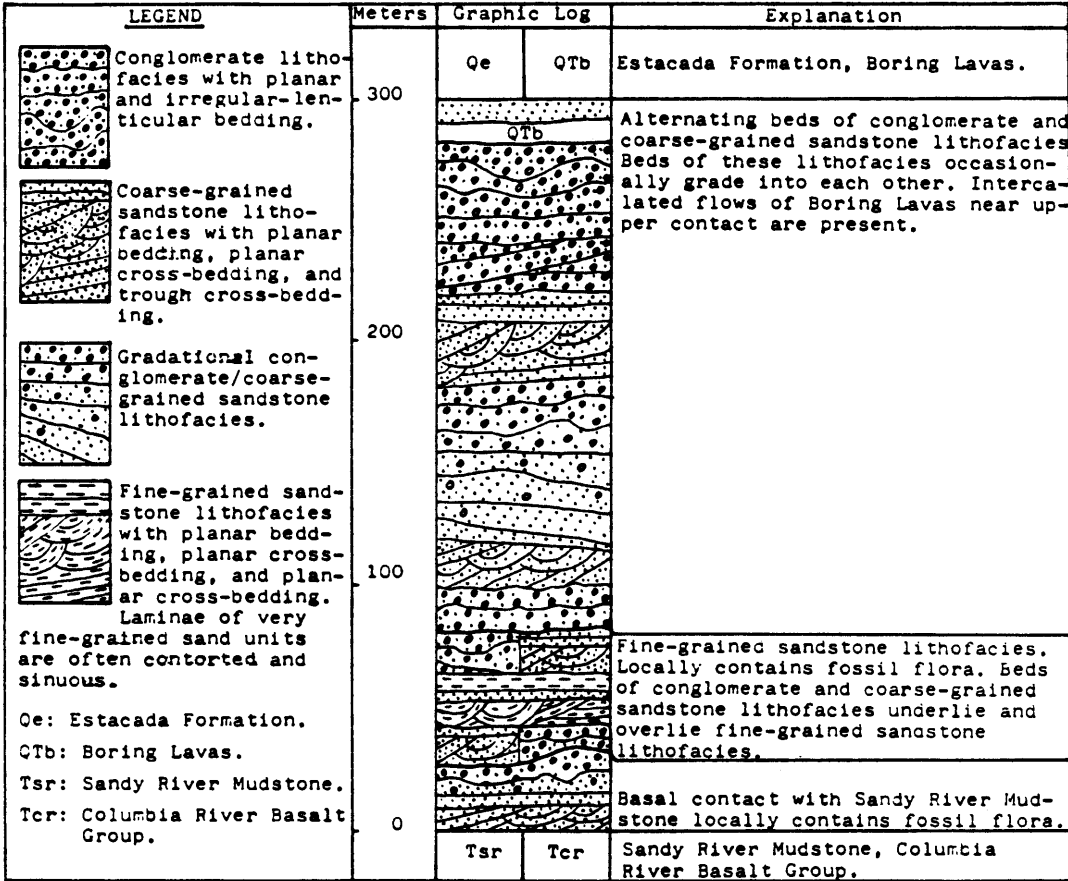 LEGEND
Conglomerate litho-
facies with planar
and irregular-len-
ticular bedding.
Coarse-grained
sandstone litho-
facies with planar
bedding, planar
cross-bedding, and
trough cross-bedd-
ing.
Gradational con-
glomerate/coarse-
grained sandstone
lithofacies.
Fine-grained sand-
stone lithofacies
with planar bedd-
ing, planar cross-
bedding, and plan-
ar cross-bedding.
Laminae of very
fine-grained sand units
are often contorted and
sinuous.
Qe: Estacada Formation.
QTb: Boring Lavas.
Tsr: Sandy River Mudstone.
Tcr: Columbia River Basalt
Group.
Meters
300
200
100
0
Graphic Log
Qe QTb
QTb
Tsr Tcr
Explanation
Estacada Formation, Boring Lavas.
Alternating beds of conglomerate and
coarse-grained sandstone lithofacies
Beds of these lithofacies occasion-
ally grade into each other. Interca-
lated flows of Boring Lavas near up-
per contact are present.
Fine-grained sandstone lithofacies.
Locally contains fossil flora. Beds
of conglomerate and coarse-grained
sandstone lithofacies underlie and
overlie fine-grained sandstone
lithofacies.
Basal contact with Sandy River Mud-
stone locally contains fossil flora.
Sandy River Mudstone, Columbia
River Basalt Group.